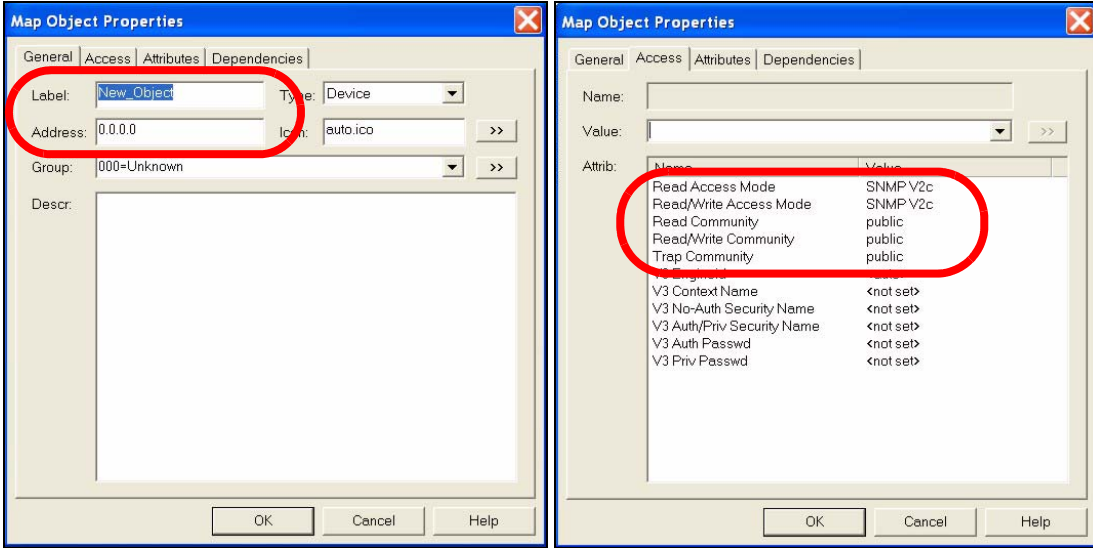 Map Object Properties
General Access Attributes Dependencies
Label: New_Object Type: Device
Address: 0.0.0.0 Icon: auto.ico >>
Group: 000=Unknown >>
Descr:
OK Cancel Help
Map Object Properties
General Access Attributes Dependencies
Name:
Value: >>
Attrib: Name Value
Read Access Mode SNMP V2c
Read/Write Access Mode SNMP V2c
Read Community public
Read/Write Community public
Trap Community public
V3 Context Name <not set>
V3 No-Auth Security Name <not set>
V3 Auth/Priv Security Name <not set>
V3 Auth Passwd <not set>
V3 Priv Passwd <not set>
OK Cancel Help